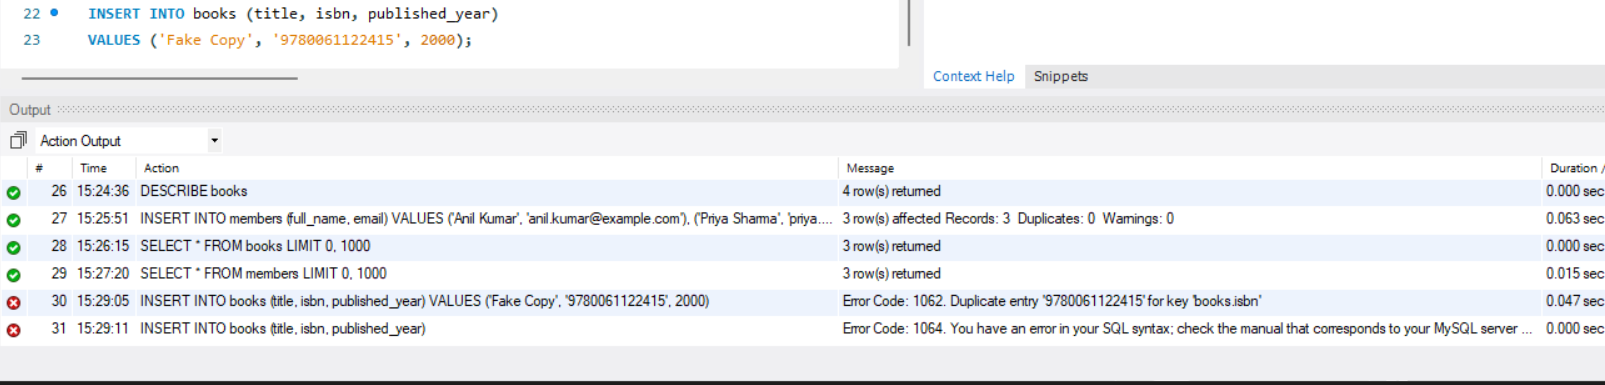 22 INSERT INTO books (title, isbn, published_year)
23 VALUES ('Fake Copy', '9780061122415', 2000);
Context Help Snippets
Output
Action Output
# Time Action Message Duration /
26 15:24:36 DESCRIBE books 4 row(s) returned 0.000 sec
27 15:25:51 INSERT INTO members (full_name, email) VALUES ('Anil Kumar', 'anil.kumar@example.com'), ('Priya Sharma', 'priya.... 3 row(s) affected Records: 3 Duplicates: 0 Warnings: 0 0.063 sec
28 15:26:15 SELECT * FROM books LIMIT 0, 1000 3 row(s) returned 0.000 sec
29 15:27:20 SELECT * FROM members LIMIT 0, 1000 3 row(s) returned 0.015 sec
30 15:29:05 INSERT INTO books (title, isbn, published_year) VALUES ('Fake Copy', '9780061122415', 2000) Error Code: 1062. Duplicate entry '9780061122415' for key 'books.isbn' 0.047 sec
31 15:29:11 INSERT INTO books (title, isbn, published_year) Error Code: 1064. You have an error in your SQL syntax; check the manual that corresponds to your MySQL server ... 0.000 sec